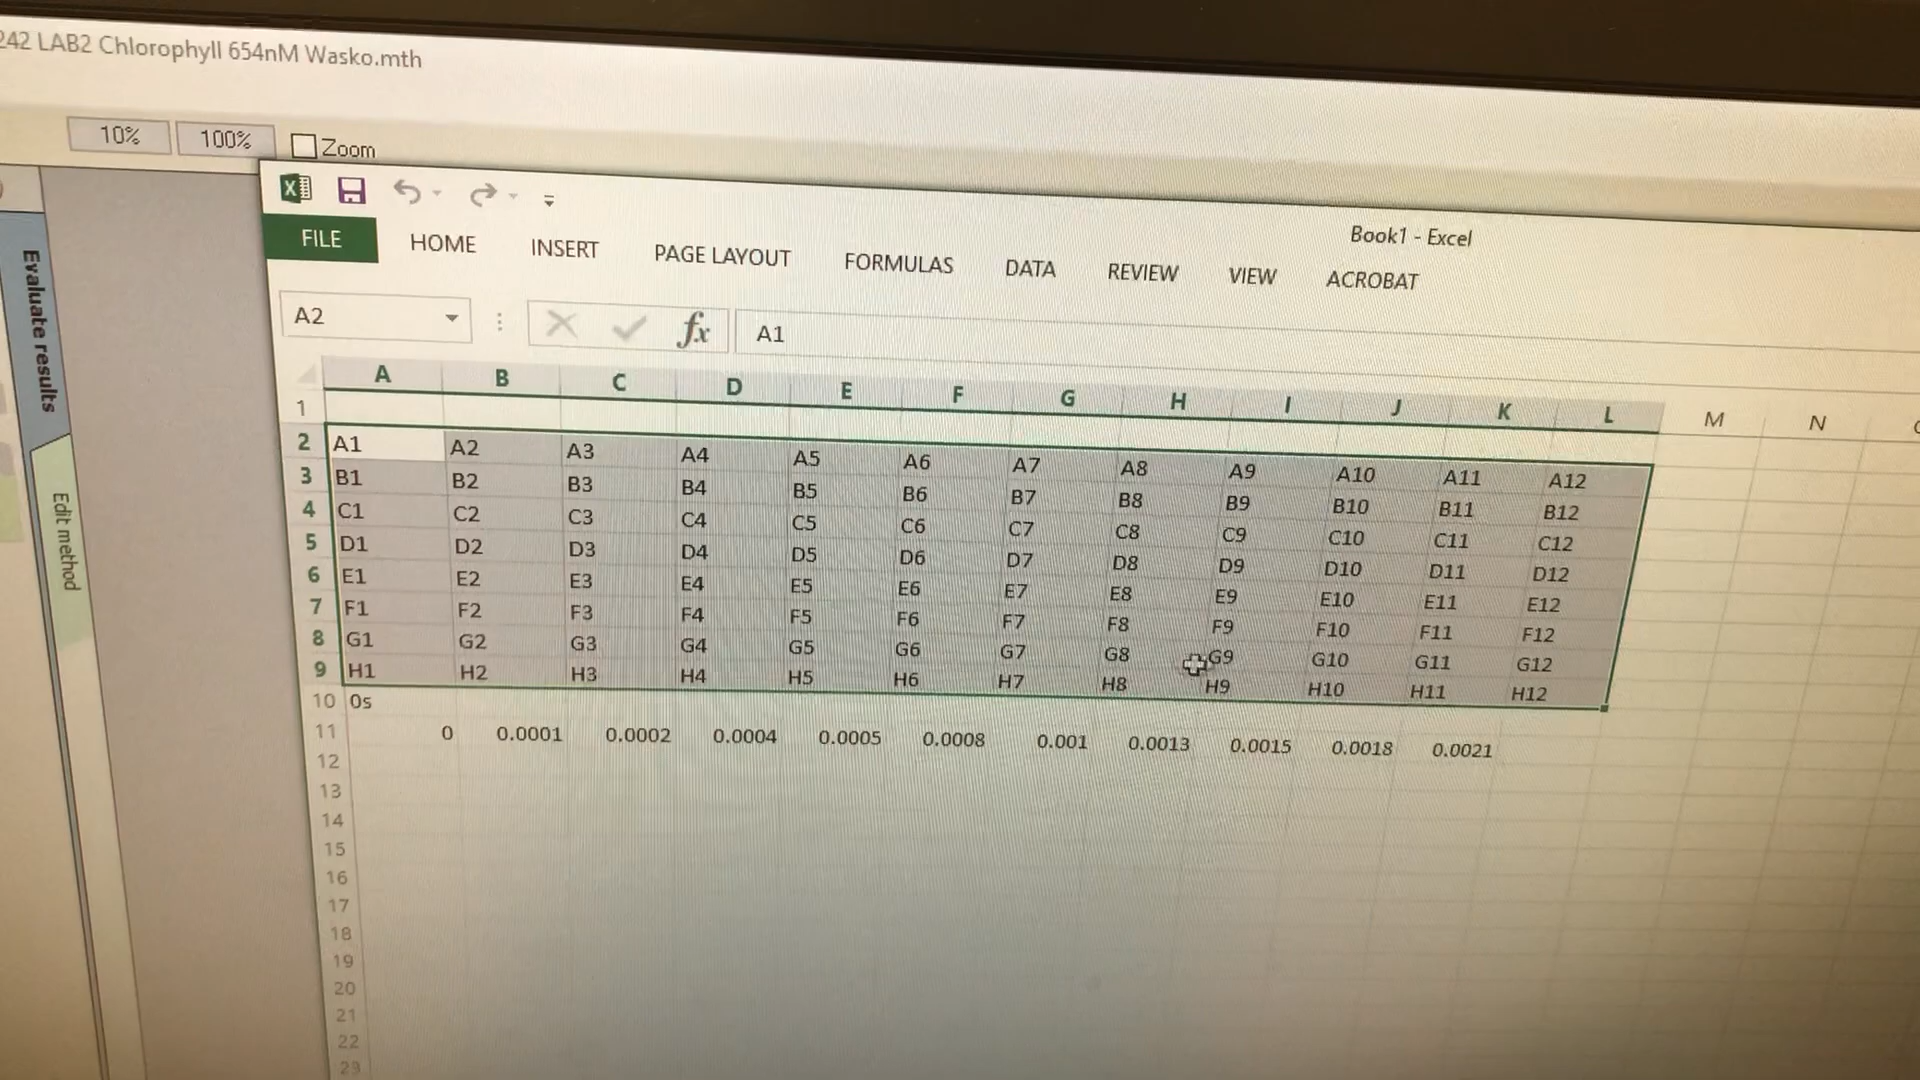 242 LAB2 Chlorophyll 654nM Wasko.mth
10% 100% Zoom
Book1 - Excel
FILE HOME INSERT PAGE LAYOUT FORMULAS DATA REVIEW VIEW ACROBAT
A2 fx A1
Evaluate results
Edit method
A B C D E F G H I J K L M N
1
2 A1 A2 A3 A4 A5 A6 A7 A8 A9 A10 A11 A12
3 B1 B2 B3 B4 B5 B6 B7 B8 B9 B10 B11 B12
4 C1 C2 C3 C4 C5 C6 C7 C8 C9 C10 C11 C12
5 D1 D2 D3 D4 D5 D6 D7 D8 D9 D10 D11 D12
6 E1 E2 E3 E4 E5 E6 E7 E8 E9 E10 E11 E12
7 F1 F2 F3 F4 F5 F6 F7 F8 F9 F10 F11 F12
8 G1 G2 G3 G4 G5 G6 G7 G8 G9 G10 G11 G12
9 H1 H2 H3 H4 H5 H6 H7 H8 H9 H10 H11 H12
10 0s
11 0 0.0001 0.0002 0.0004 0.0005 0.0008 0.001 0.0013 0.0015 0.0018 0.0021
12
13
14
15
16
17
18
19
20
21
22
23